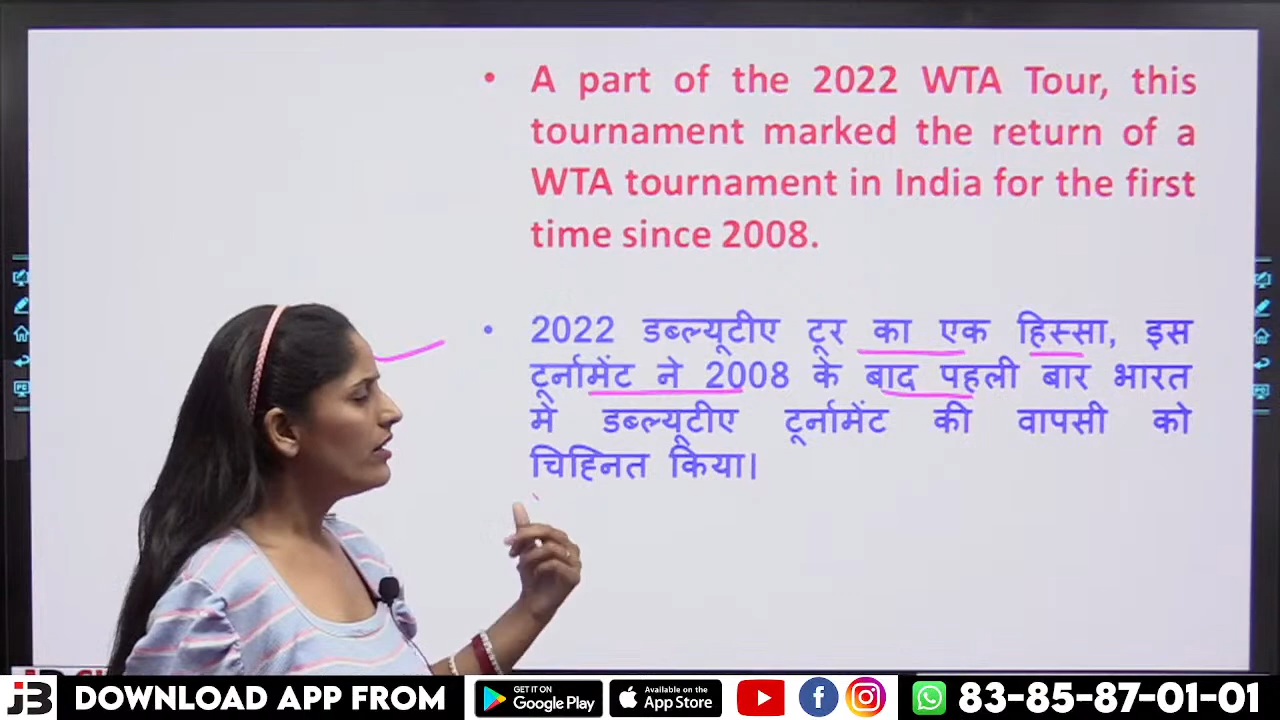 • A part of the 2022 WTA Tour, this
tournament marked the return of a
WTA tournament in India for the first
time since 2008.
• 2022 डब्ल्यूटीए टूर का एक हिस्सा, इस
टूर्नामेंट ने 2008 के बाद पहली बार भारत
में डब्ल्यूटीए टूर्नामेंट की वापसी को
चिह्नित किया।
JB DOWNLOAD APP FROM GET IT ON Google Play Available on the App Store 83-85-87-01-01